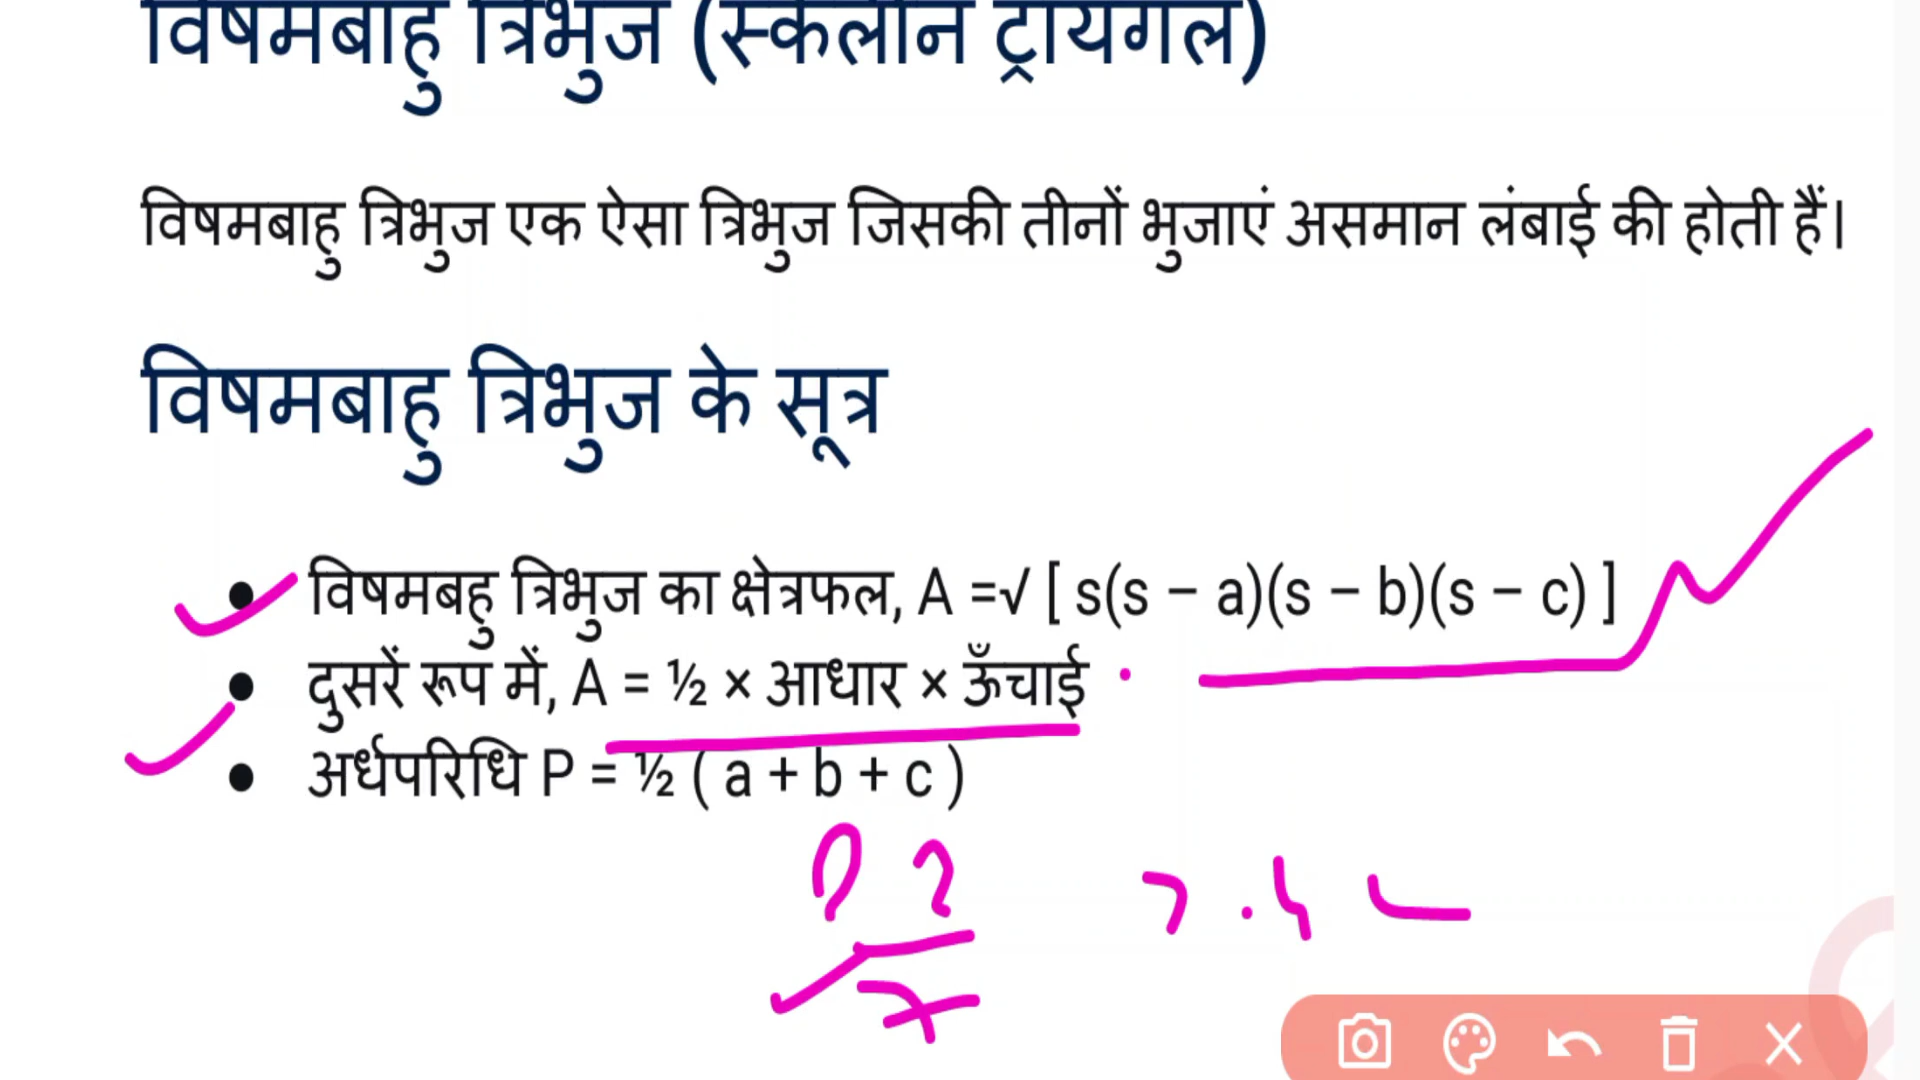 विषमबाहु त्रिभुज (स्केलीन ट्रायंगल)
विषमबाहु त्रिभुज एक ऐसा त्रिभुज जिसकी तीनों भुजाएं असमान लंबाई की होती हैं।
विषमबाहु त्रिभुज के सूत्र
• विषमबहु त्रिभुज का क्षेत्रफल, A =√ [ s(s − a)(s − b)(s − c) ]
• दुसरें रूप में, A = ½ × आधार × ऊँचाई
• अर्धपरिधि P = ½ ( a + b + c )